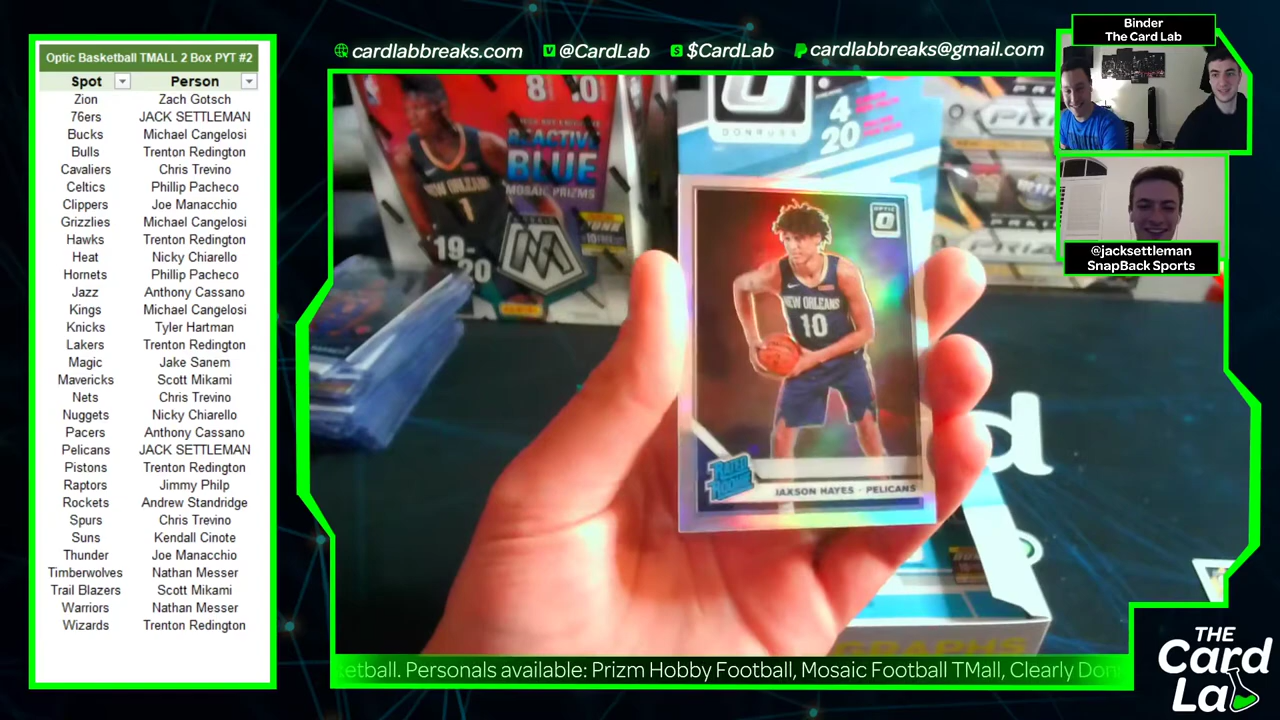 Optic Basketball TMALL 2 Box PYT #2
Spot Person
Zion Zach Gotsch
76ers JACK SETTLEMAN
Bucks Michael Cangelosi
Bulls Trenton Redington
Cavaliers Chris Trevino
Celtics Phillip Pacheco
Clippers Joe Manacchio
Grizzlies Michael Cangelosi
Hawks Trenton Redington
Heat Nicky Chiarello
Hornets Phillip Pacheco
Jazz Anthony Cassano
Kings Michael Cangelosi
Knicks Tyler Hartman
Lakers Trenton Redington
Magic Jake Sanem
Mavericks Scott Mikami
Nets Chris Trevino
Nuggets Nicky Chiarello
Pacers Anthony Cassano
Pelicans JACK SETTLEMAN
Pistons Trenton Redington
Raptors Jimmy Philp
Rockets Andrew Standridge
Spurs Chris Trevino
Suns Kendall Cinote
Thunder Joe Manacchio
Timberwolves Nathan Messer
Trail Blazers Scott Mikami
Warriors Nathan Messer
Wizards Trenton Redington
cardlabbreaks.com @CardLab $CardLab cardlabbreaks@gmail.com
Binder
The Card Lab
@jacksettleman
SnapBack Sports
REACTIVE
BLUE
MOSAIC PRIZMS
NEW ORLEANS
1
19-
20
M
PANINI
DONRUSS
4
20
OPTIC
NEW ORLEANS
10
RATED
ROOKIE
JAXSON HAYES - PELICANS
etball. Personals available: Prizm Hobby Football, Mosaic Football TMall, Clearly Don
THE
Card
Lab